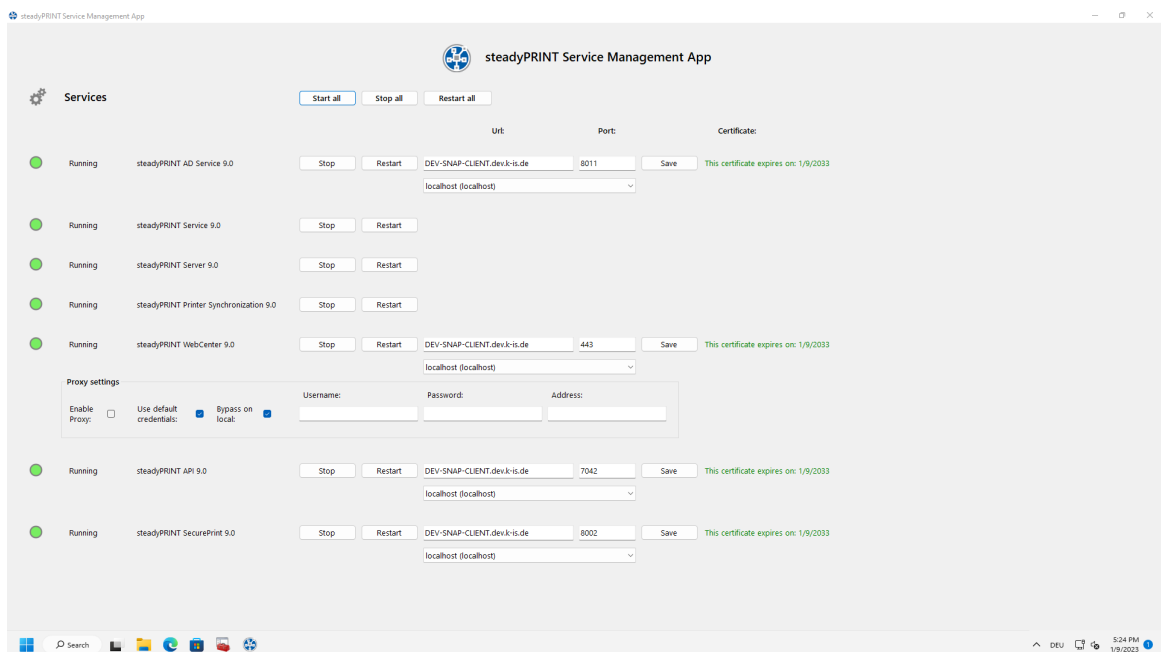 steadyPRINT Service Management App
steadyPRINT Service Management App
Services
Start all
Stop all
Restart all
Url:
Port:
Certificate:
Running
steadyPRINT AD Service 9.0
Stop
Restart
DEV-SNAP-CLIENT.dev.k-is.de
8011
Save
This certificate expires on: 1/9/2033
localhost (localhost)
Running
steadyPRINT Service 9.0
Stop
Restart
Running
steadyPRINT Server 9.0
Stop
Restart
Running
steadyPRINT Printer Synchronization 9.0
Stop
Restart
Running
steadyPRINT WebCenter 9.0
Stop
Restart
DEV-SNAP-CLIENT.dev.k-is.de
443
Save
This certificate expires on: 1/9/2033
localhost (localhost)
Proxy settings
Enable
Proxy:
Use default
credentials:
Bypass on
local:
Username:
Password:
Address:
Running
steadyPRINT API 9.0
Stop
Restart
DEV-SNAP-CLIENT.dev.k-is.de
7042
Save
This certificate expires on: 1/9/2033
localhost (localhost)
Running
steadyPRINT SecurePrint 9.0
Stop
Restart
DEV-SNAP-CLIENT.dev.k-is.de
8002
Save
This certificate expires on: 1/9/2033
localhost (localhost)
Search
DEU
5:24 PM
1/9/2023
1